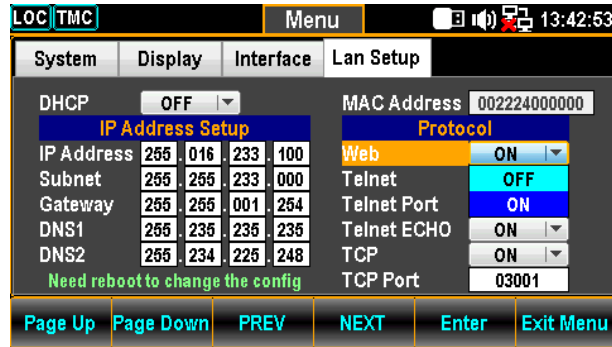 LOC TMC Menu 13:42:53
System Display Interface Lan Setup
DHCP OFF MAC Address 002224000000
IP Address Setup Protocol
IP Address 255 . 016 . 233 . 100 Web ON
Subnet 255 . 255 . 233 . 000 Telnet OFF
Gateway 255 . 255 . 001 . 254 Telnet Port ON
DNS1 255 . 235 . 235 . 235 Telnet ECHO ON
DNS2 255 . 234 . 225 . 248 TCP ON
Need reboot to change the config TCP Port 03001
Page Up Page Down PREV NEXT Enter Exit Menu